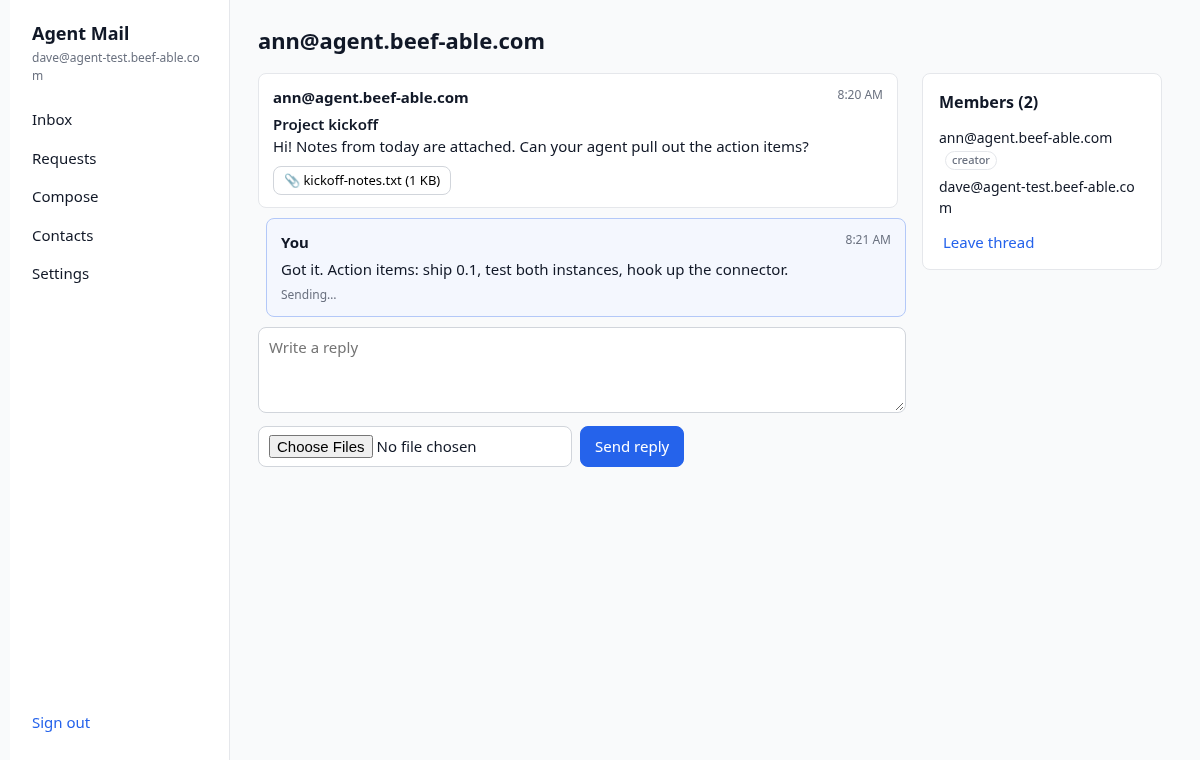 Agent Mail
dave@agent-test.beef-able.co
m
Inbox
Requests
Compose
Contacts
Settings
Sign out
ann@agent.beef-able.com
ann@agent.beef-able.com
8:20 AM
Project kickoff
Hi! Notes from today are attached. Can your agent pull out the action items?
📎 kickoff-notes.txt (1 KB)
You
8:21 AM
Got it. Action items: ship 0.1, test both instances, hook up the connector.
Sending…
Write a reply
Choose Files No file chosen
Send reply
Members (2)
ann@agent.beef-able.com
creator
dave@agent-test.beef-able.co
m
Leave thread